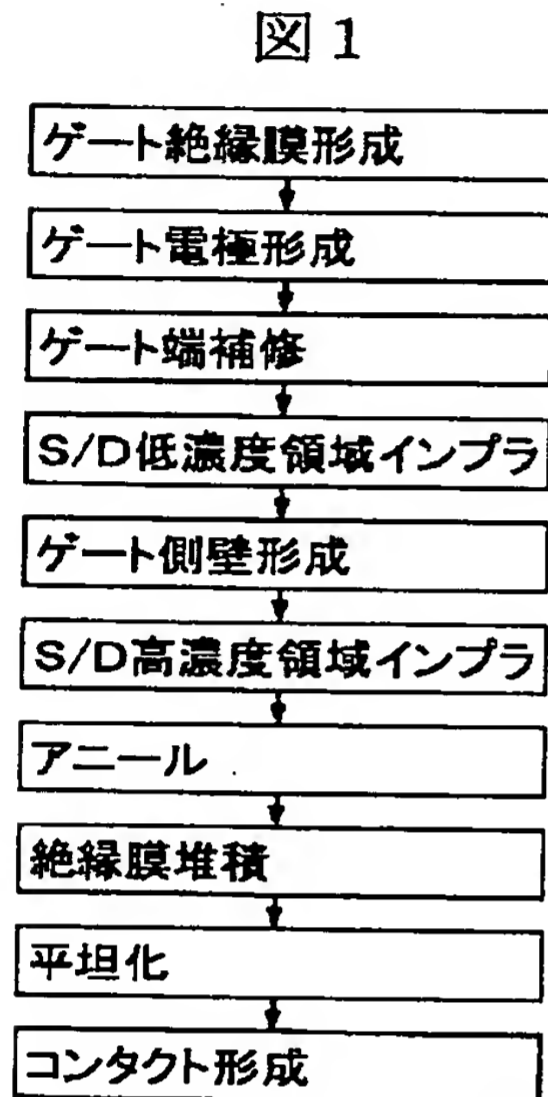 図1
ゲート絶縁膜形成
ゲート電極形成
ゲート端補修
S/D低濃度領域インプラ
ゲート側壁形成
S/D高濃度領域インプラ
アニール
絶縁膜堆積
平坦化
コンタクト形成